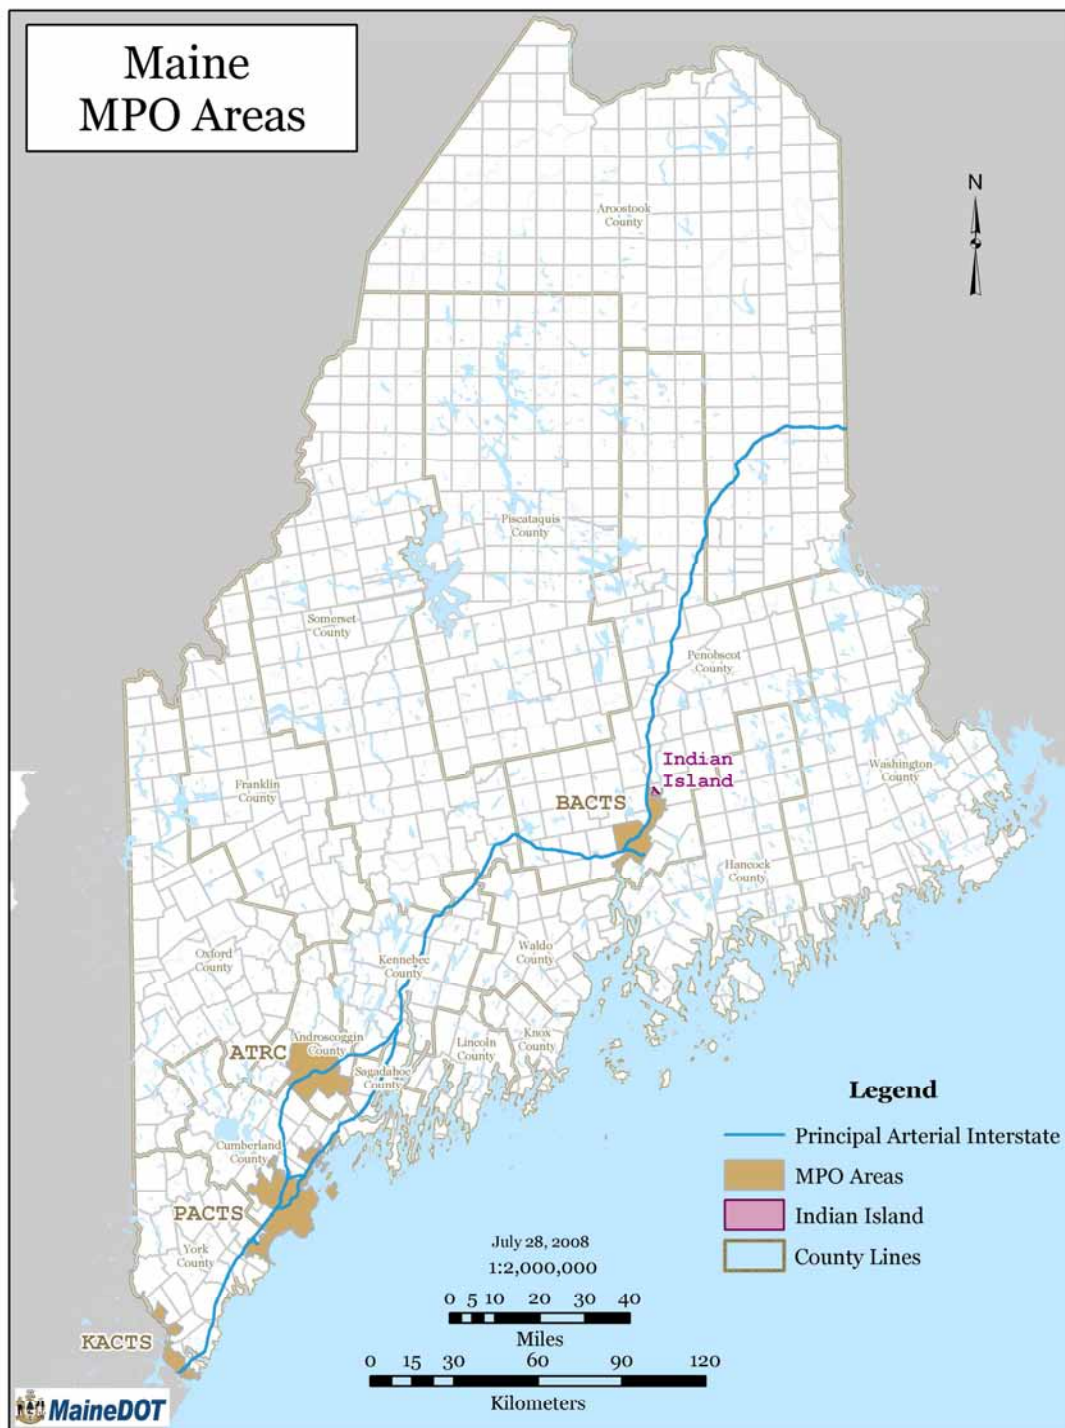 Maine
MPO Areas
N
Aroostook
County
Piscataquis
County
Somerset
County
Penobscot
County
Indian
Island
Washington
County
Franklin
County
BACTS
Hancock
County
Oxford
County
Waldo
County
Kennebec
County
Knox
County
Lincoln
County
Androscoggin
County
ATRC
Sagadahoc
County
Cumberland
County
PACTS
York
County
KACTS
Legend
Principal Arterial Interstate
MPO Areas
Indian Island
County Lines
July 28, 2008
1:2,000,000
0 5 10 20 30 40
Miles
0 15 30 60 90 120
Kilometers
MaineDOT